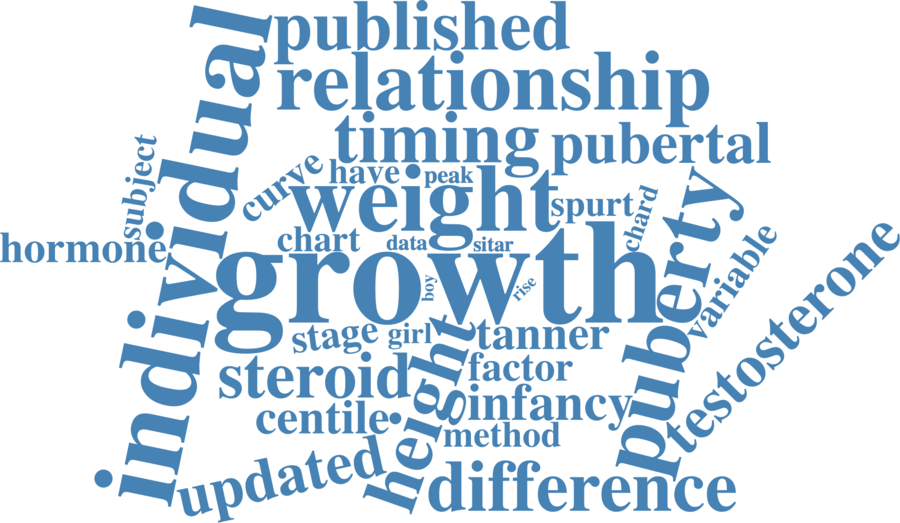 published
individual
relationship
timing
pubertal
subject
curve
have
peak
weight
spurt
chard
puberty
hormone
chart
data
sitar
growth
variable
testosterone
boy
rise
stage
girl
tanner
steroid
height
factor
centile
infancy
method
updated
difference